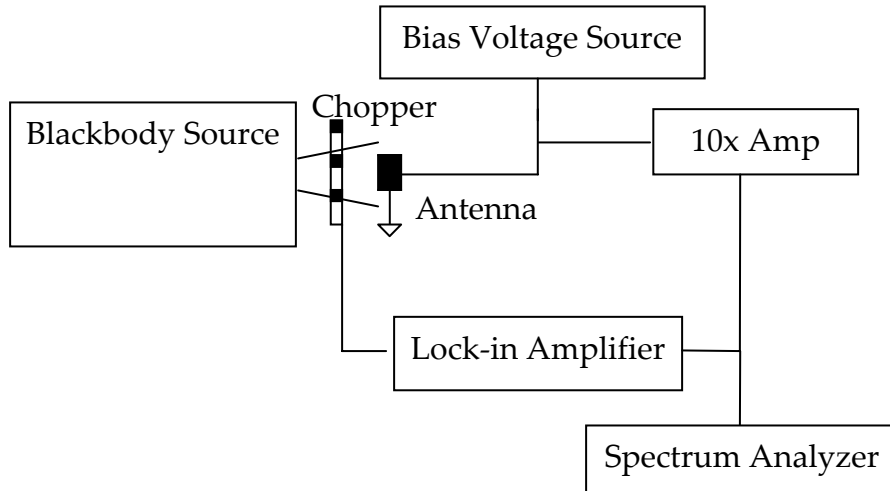 Bias Voltage Source
Chopper
Blackbody Source
10x Amp
Antenna
Lock-in Amplifier
Spectrum Analyzer